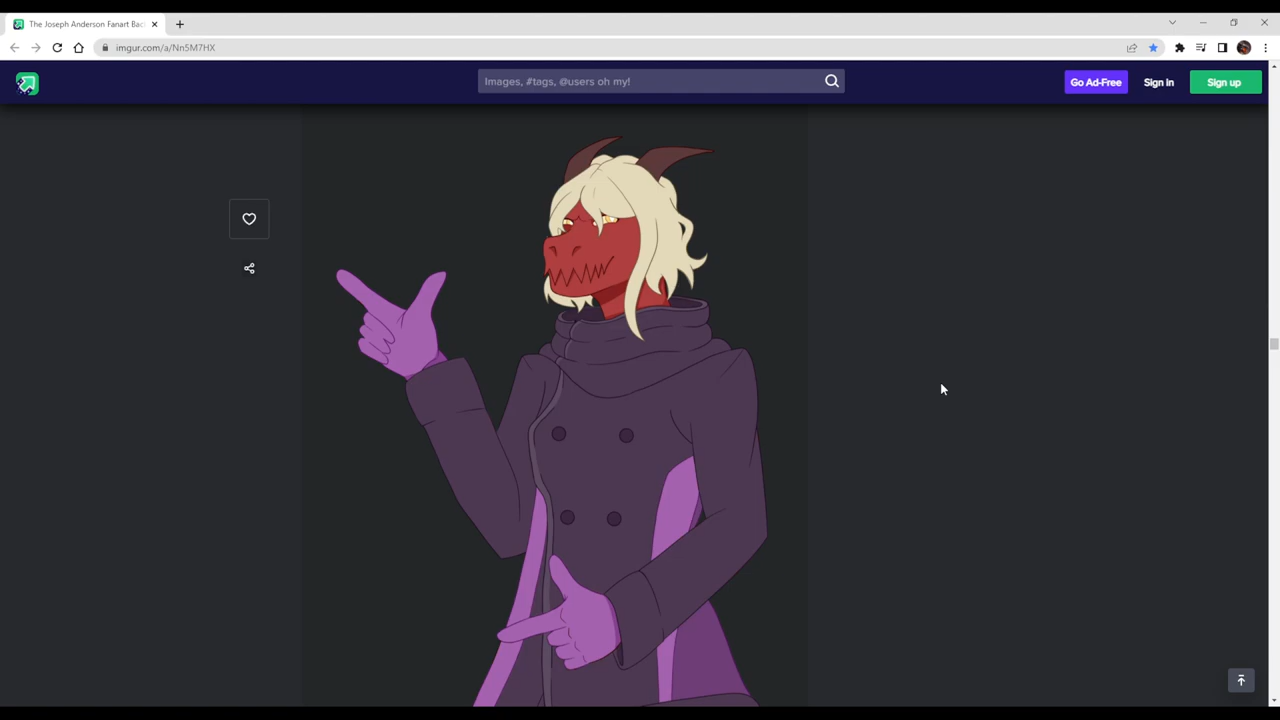 The Joseph Anderson Fanart Bac
imgur.com/a/Nn5M7HX
Images, #tags, @users oh my!
Go Ad-Free
Sign in
Sign up